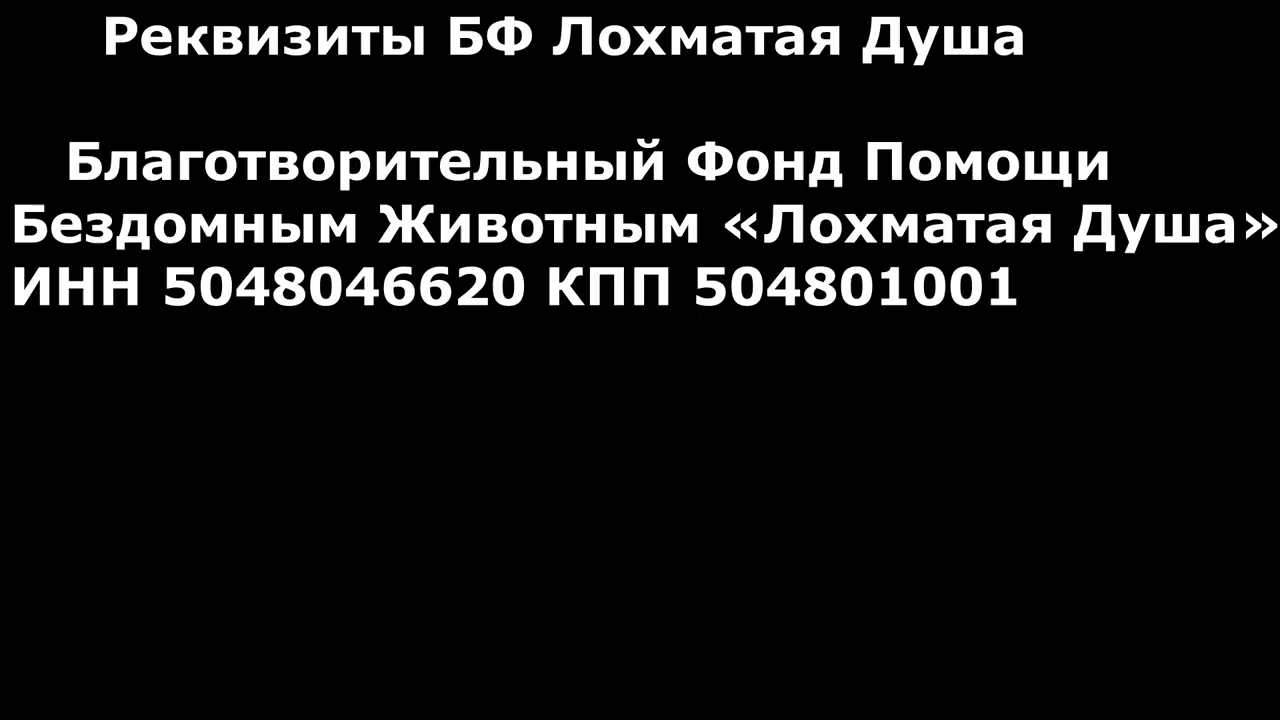 Реквизиты БФ Лохматая Душа
Благотворительный Фонд Помощи
Бездомным Животным «Лохматая Душа»
ИНН 5048046620 КПП 504801001